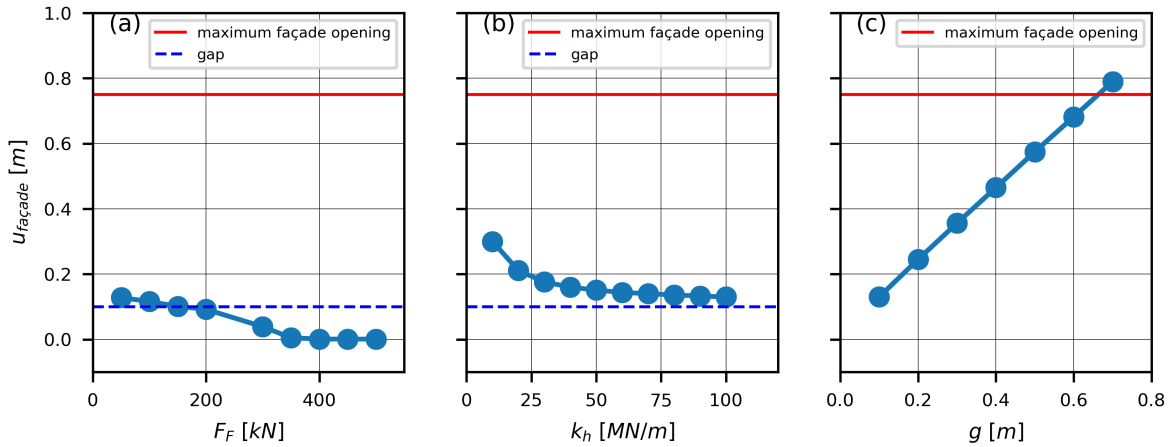 (a)
maximum façade opening
gap
1.0
0.8
0.6
0.4
0.2
0.0
u_façade [m]
0 200 400
F_F [kN]
(b)
maximum façade opening
gap
0 25 50 75 100
k_h [MN/m]
(c)
maximum façade opening
0.0 0.2 0.4 0.6 0.8
g [m]